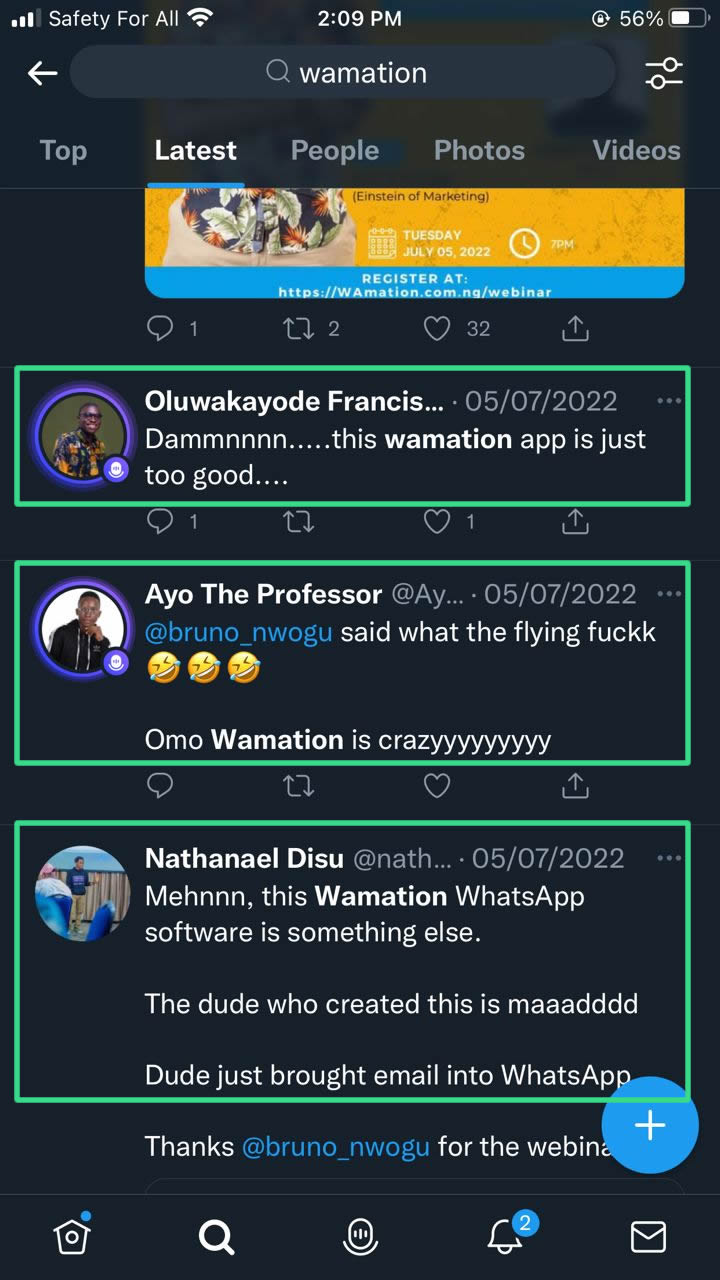 Safety For All
2:09 PM
56%
wamation
Top Latest People Photos Videos
(Einstein of Marketing)
TUESDAY
JULY 05, 2022
7PM
REGISTER AT:
https://WAmation.com.ng/webinar
1 2 32
Oluwakayode Francis... · 05/07/2022
Dammnnnn.....this wamation app is just
too good....
1 1
Ayo The Professor @Ay... · 05/07/2022
@bruno_nwogu said what the flying fuckk
🤣🤣🤣
Omo Wamation is crazyyyyyyyyy
Nathanael Disu @nath... · 05/07/2022
Mehnnn, this Wamation WhatsApp
software is something else.
The dude who created this is maaadddd
Dude just brought email into WhatsApp
Thanks @bruno_nwogu for the
2